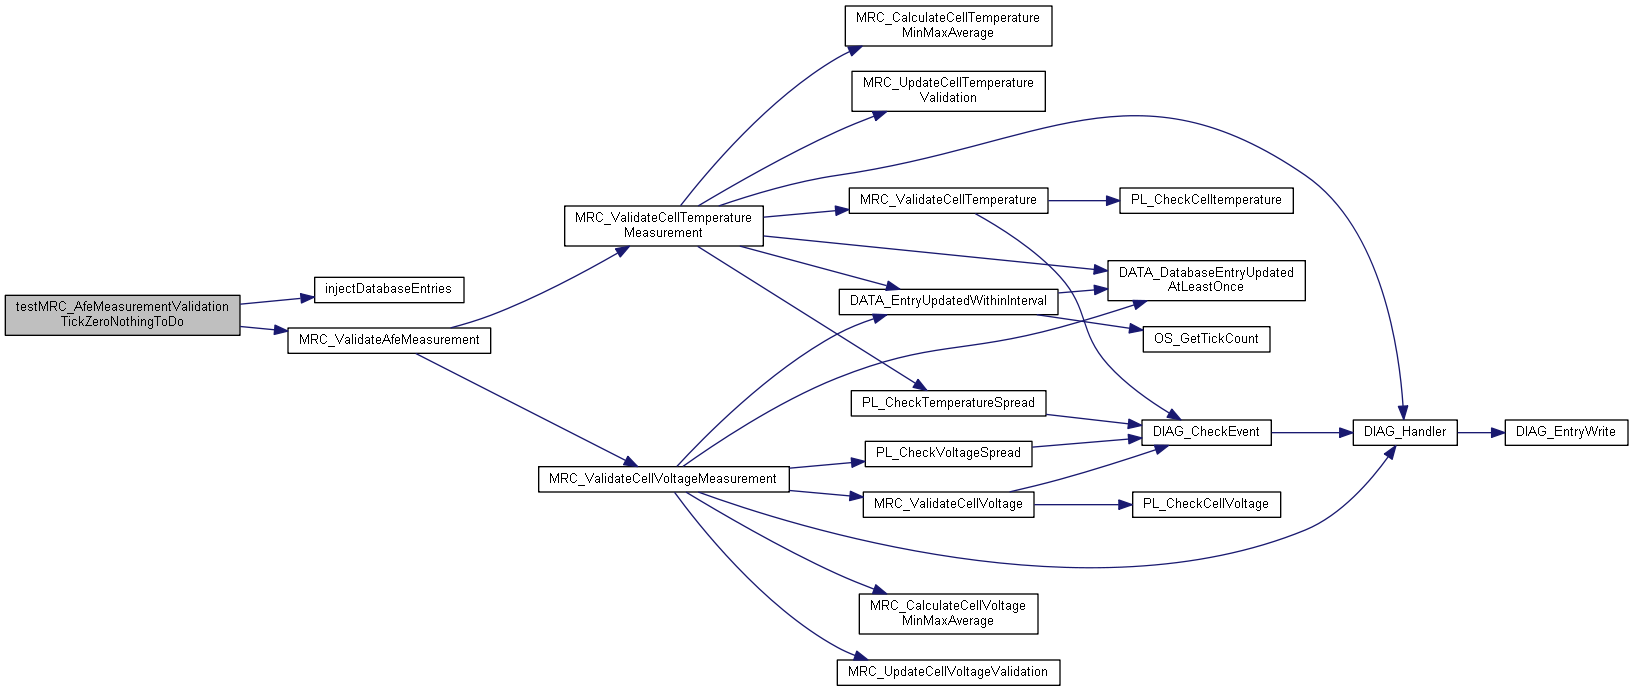 MRC_CalculateCellTemperature
MinMaxAverage
MRC_UpdateCellTemperature
Validation
MRC_ValidateCellTemperature
PL_CheckCelltemperature
MRC_ValidateCellTemperature
Measurement
DATA_DatabaseEntryUpdated
AtLeastOnce
injectDatabaseEntries
DATA_EntryUpdatedWithinInterval
testMRC_AfeMeasurementValidation
TickZeroNothingToDo
MRC_ValidateAfeMeasurement
OS_GetTickCount
PL_CheckTemperatureSpread
DIAG_CheckEvent
DIAG_Handler
DIAG_EntryWrite
PL_CheckVoltageSpread
MRC_ValidateCellVoltageMeasurement
MRC_ValidateCellVoltage
PL_CheckCellVoltage
MRC_CalculateCellVoltage
MinMaxAverage
MRC_UpdateCellVoltageValidation